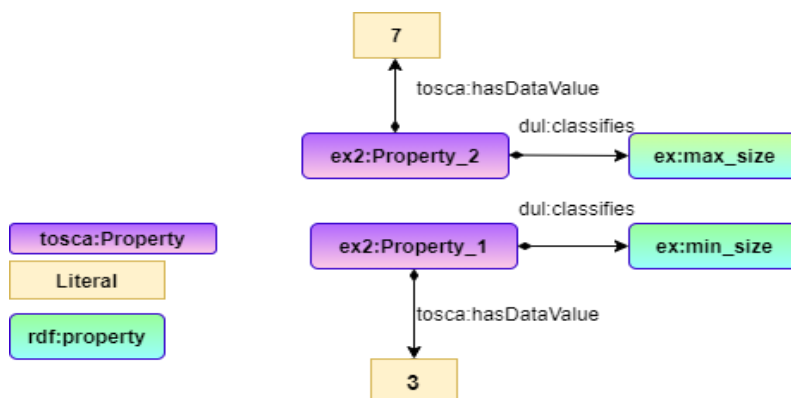 7
tosca:hasDataValue
dul:classifies
ex2:Property_2
ex:max_size
dul:classifies
tosca:Property
ex2:Property_1
ex:min_size
Literal
tosca:hasDataValue
rdf:property
3